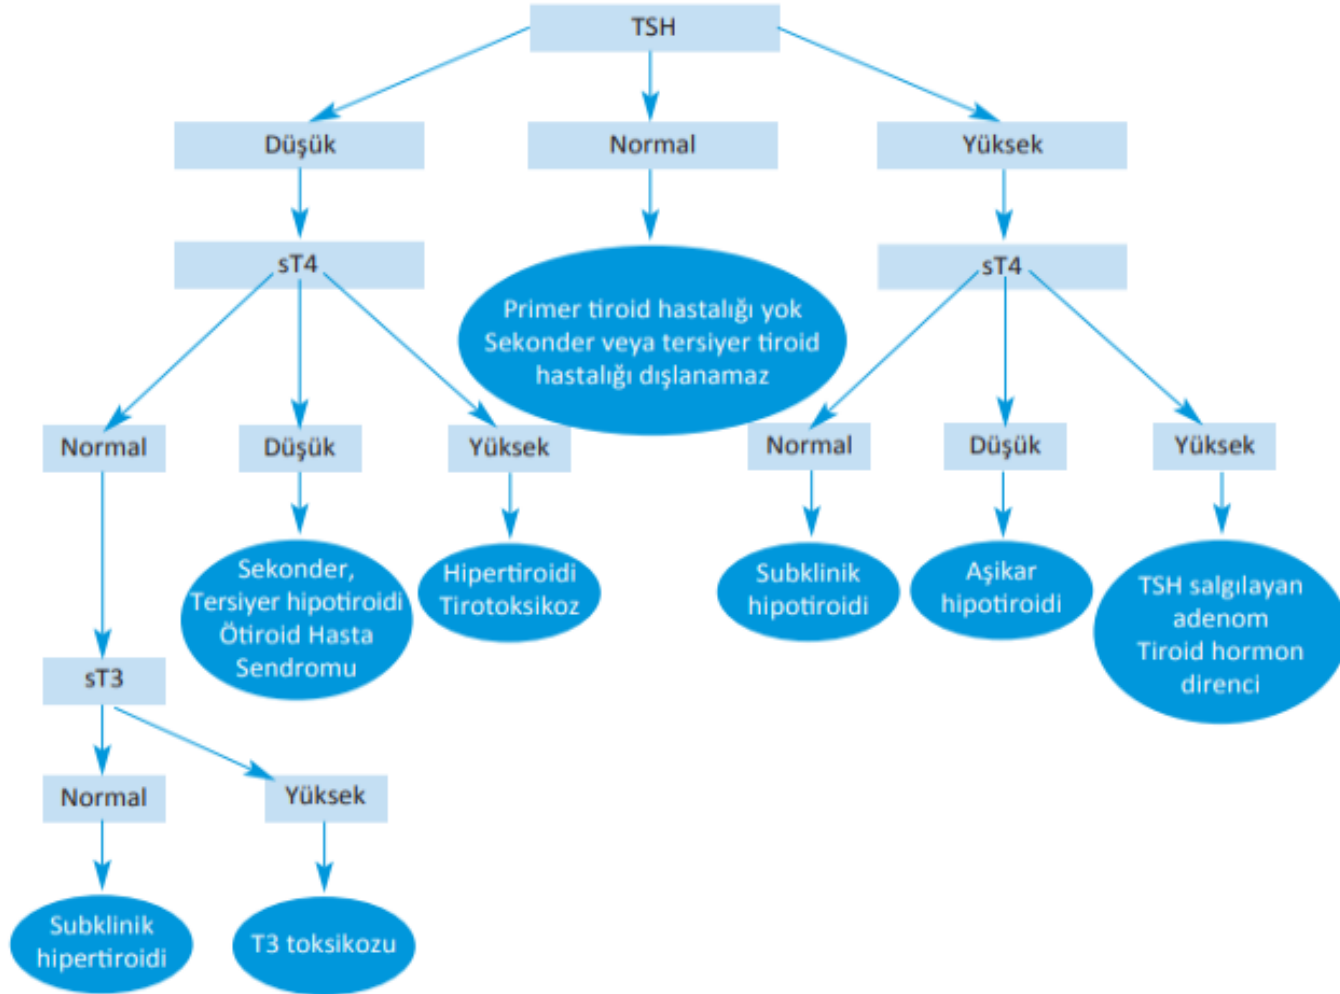 TSH
Düşük
Normal
Yüksek
sT4
sT4
Primer tiroid hastalığı yok
Sekonder veya tersiyer tiroid
hastalığı dışlanamaz
Normal
Düşük
Yüksek
Normal
Düşük
Yüksek
Sekonder,
Tersiyer hipotiroidi
Ötiroid Hasta
Sendromu
Hipertiroidi
Tirotoksikoz
Subklinik
hipotiroidi
Aşikar
hipotiroidi
TSH salgılayan
adenom
Tiroid hormon
direnci
sT3
Normal
Yüksek
Subklinik
hipertiroidi
T3 toksikozu